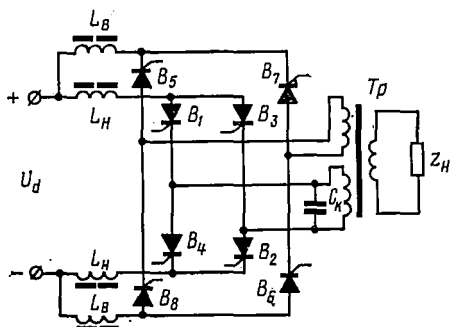 L_B
B_5
B_7
Tp
+
L_H
B_1
B_3
U_d
C_K
Z_H
B_4
B_2
−
L_H
B_8
B_6
L_B